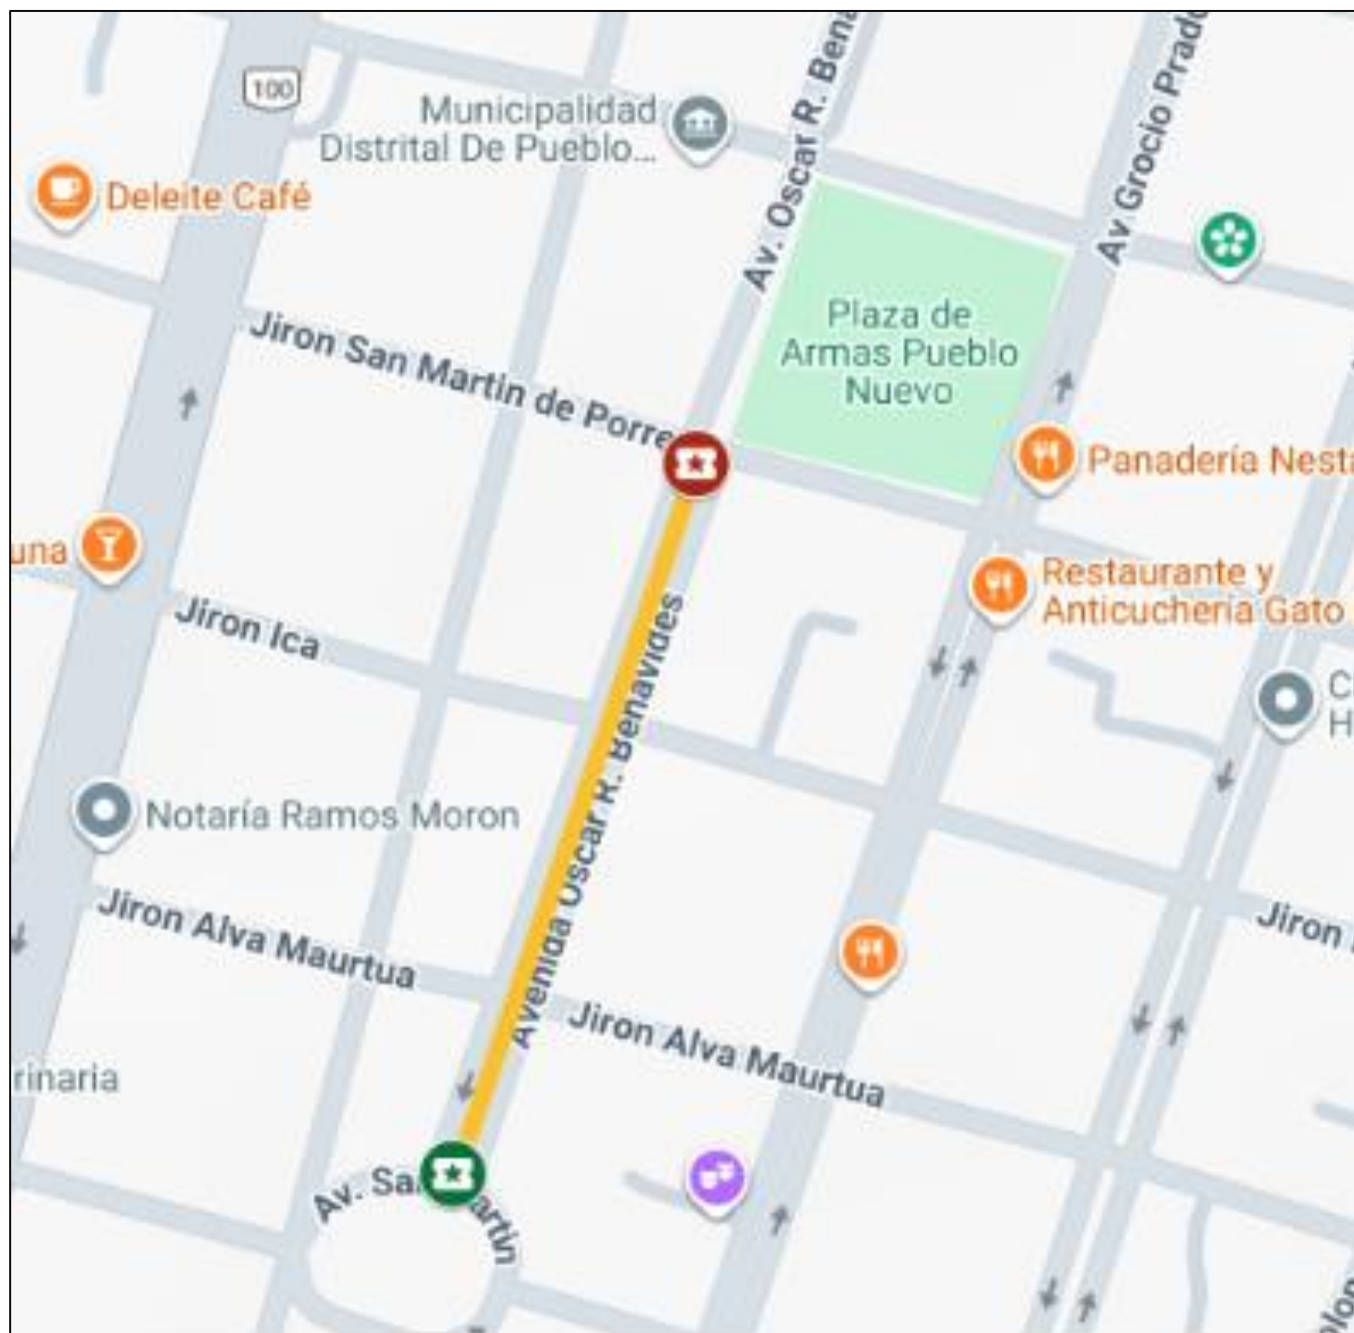 Av. Oscar R. Bena
Av Grocio Prado
100
Municipalidad
Distrital De Pueblo...
Deleite Café
Plaza de
Armas Pueblo
Nuevo
Jiron San Martin de Porre
Panadería Nesta
una
Restaurante y
Anticuchería Gato
Jiron Ica
Avenida Oscar R. Benavides
C
H
Notaría Ramos Moron
Jiron Alva Maurtua
Jiron
Jiron Alva Maurtua
rinaria
Av. Sa
artín
olon